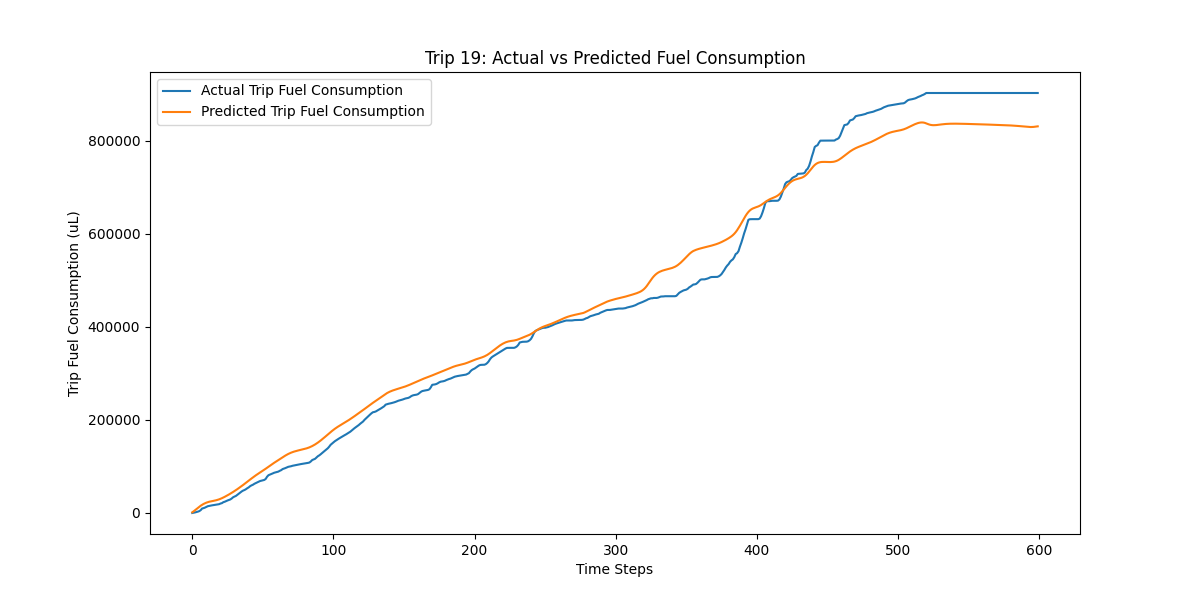 Trip 19: Actual vs Predicted Fuel Consumption
Actual Trip Fuel Consumption
Predicted Trip Fuel Consumption
Trip Fuel Consumption (uL)
800000
600000
400000
200000
0
0 100 200 300 400 500 600
Time Steps